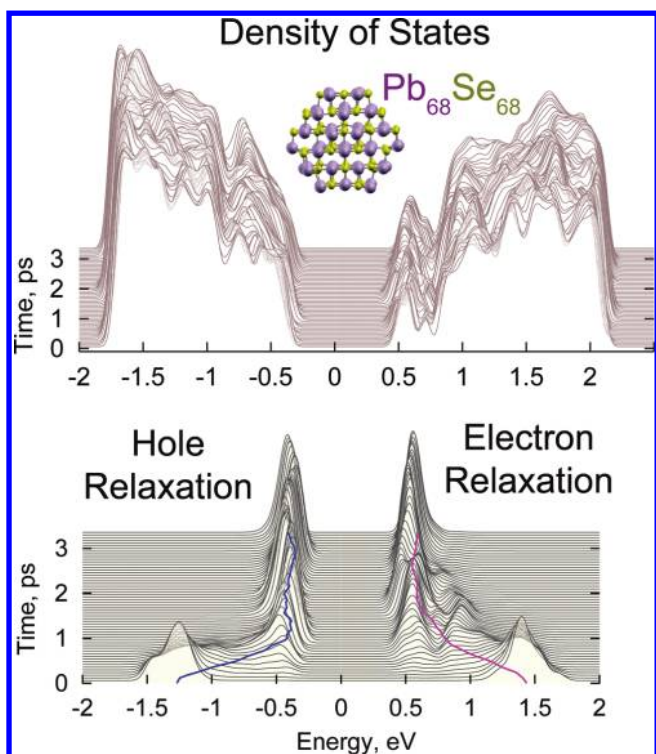 Density of States
Pb68Se68
Time, ps
3
2
1
0
-2 -1.5 -1 -0.5 0 0.5 1 1.5 2
Hole
Relaxation
Electron
Relaxation
Time, ps
3
2
1
0
-2 -1.5 -1 -0.5 0 0.5 1 1.5 2
Energy, eV